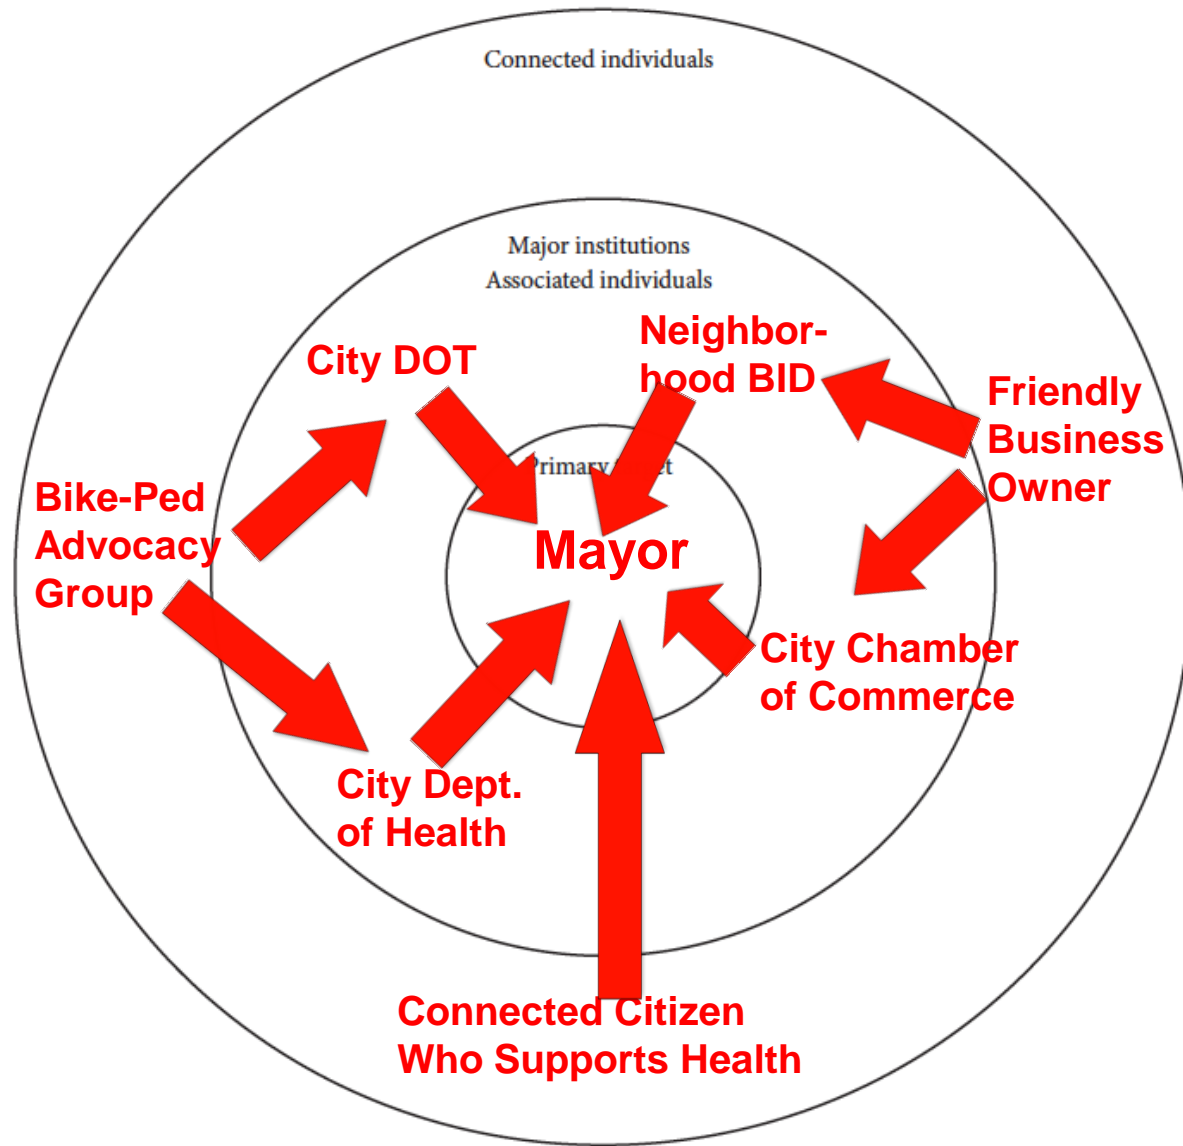 Connected individuals
Major institutions
Associated individuals
City DOT
Neighbor-
hood BID
Friendly
Business
Owner
Primary
Bike-Ped
Advocacy
Group
Mayor
City Chamber
of Commerce
City Dept.
of Health
Connected Citizen
Who Supports Health